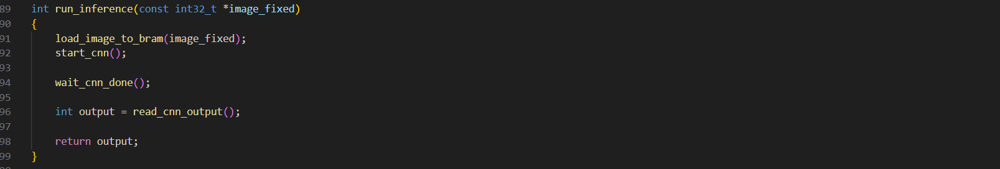 89 int run_inference(const int32_t *image_fixed)
90 {
91     load_image_to_bram(image_fixed);
92     start_cnn();
93
94     wait_cnn_done();
95
96     int output = read_cnn_output();
97
98     return output;
99 }